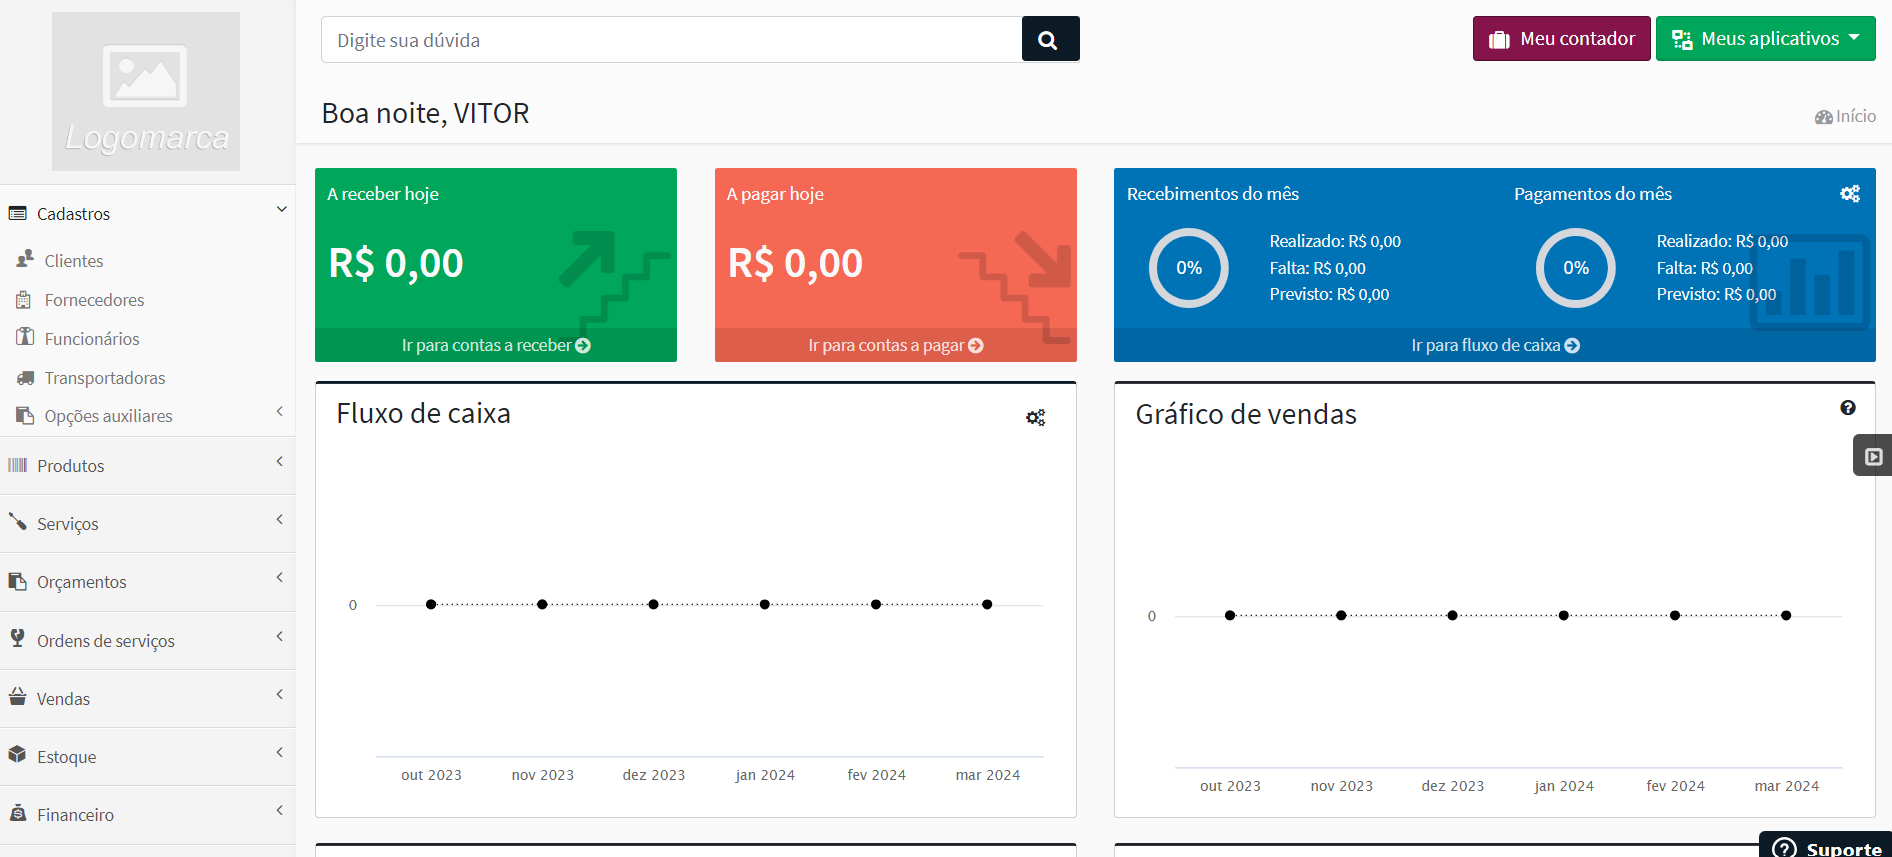 Logomarca
Cadastros
Clientes
Fornecedores
Funcionários
Transportadoras
Opções auxiliares
Produtos
Serviços
Orçamentos
Ordens de serviços
Vendas
Estoque
Financeiro
Digite sua dúvida
Meu contador
Meus aplicativos
Boa noite, VITOR
Início
A receber hoje
R$ 0,00
Ir para contas a receber
A pagar hoje
R$ 0,00
Ir para contas a pagar
Recebimentos do mês
0%
Realizado: R$ 0,00
Falta: R$ 0,00
Previsto: R$ 0,00
Pagamentos do mês
0%
Realizado: R$ 0,00
Falta: R$ 0,00
Previsto: R$ 0,00
Ir para fluxo de caixa
Fluxo de caixa
0
out 2023 nov 2023 dez 2023 jan 2024 fev 2024 mar 2024
Gráfico de vendas
0
out 2023 nov 2023 dez 2023 jan 2024 fev 2024 mar 2024
Suporte